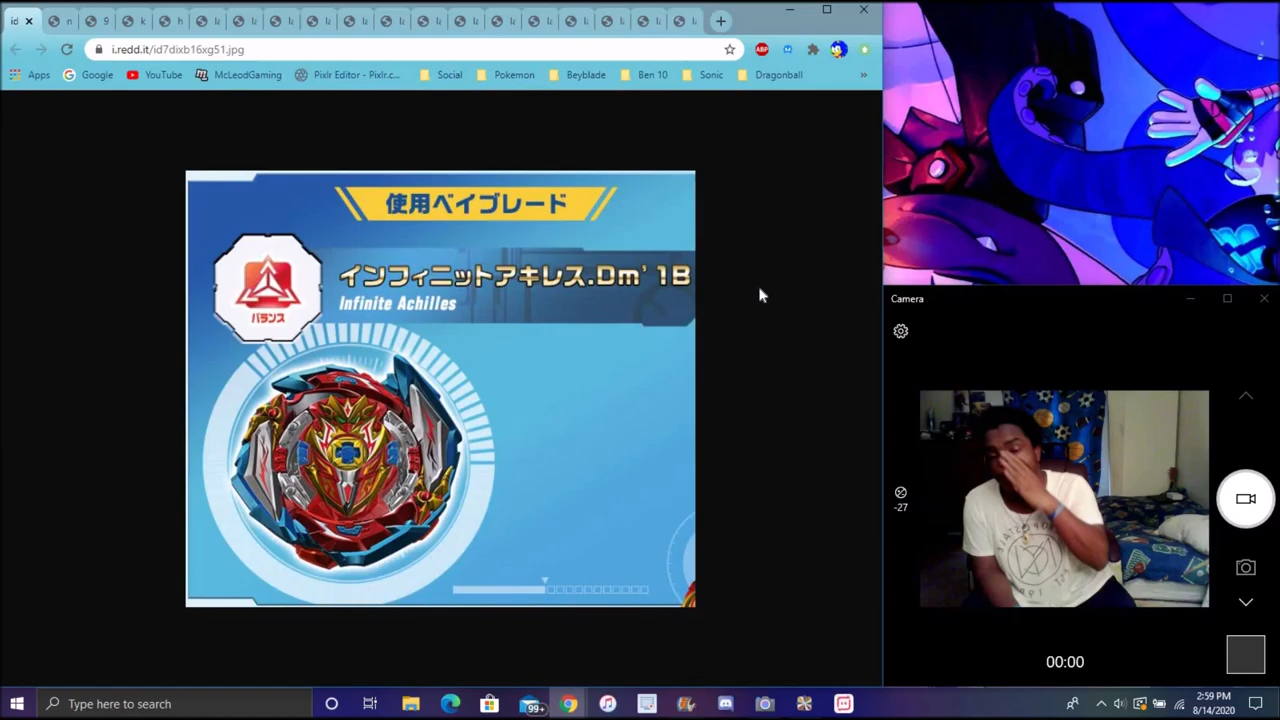 id
n
9
k
h
i.redd.it/id7dixb16xg51.jpg
ABP
Apps
Google
YouTube
McLeodGaming
Pixlr Editor - Pixlr.c...
Social
Pokemon
Beyblade
Ben 10
Sonic
Dragonball
»
使用ベイブレード
バランス
インフィニットアキレス.Dm' 1B
Infinite Achilles
Camera
-27
00:00
Type here to search
99+
2:59 PM
8/14/2020